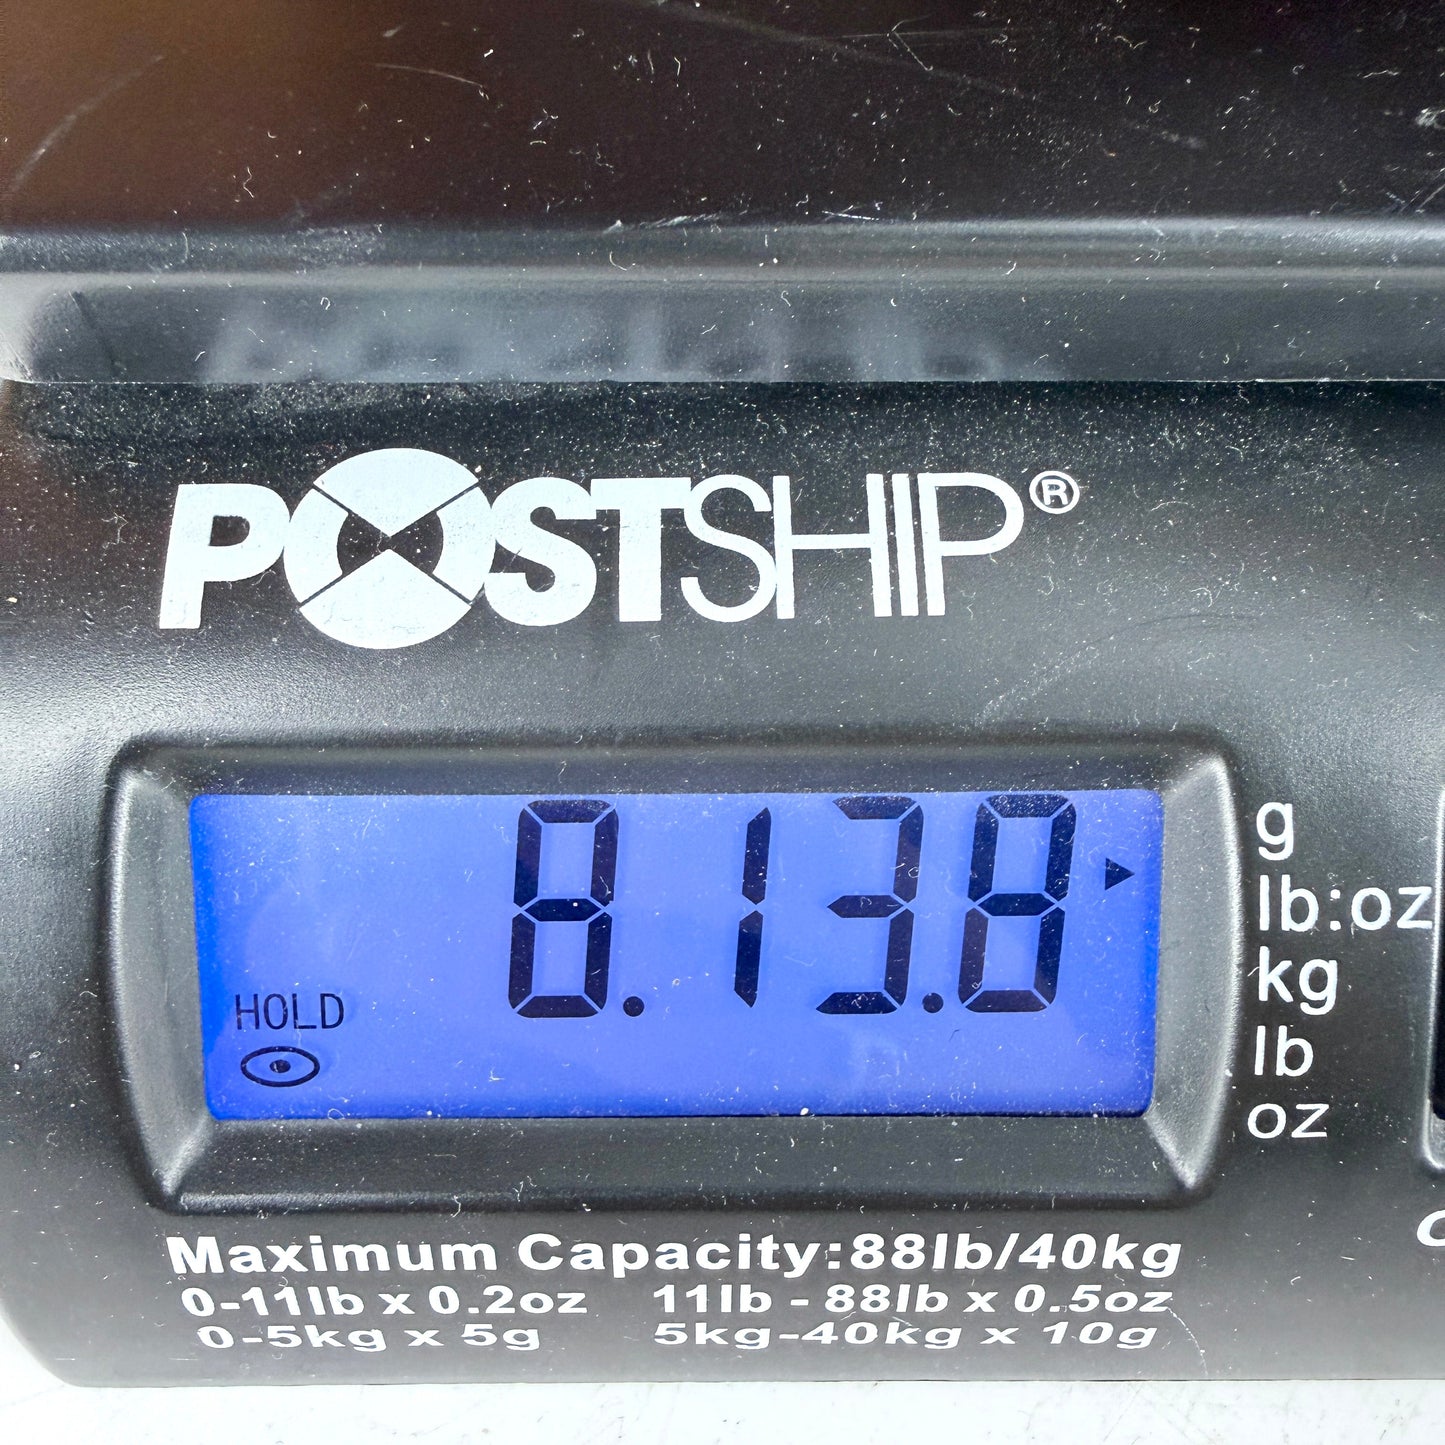 POSTSHIP®
8.13.8
HOLD
g
lb:oz
kg
lb
oz
Maximum Capacity:88lb/40kg
0-11lb x 0.2oz 11lb - 88lb x 0.5oz
0-5kg x 5g 5kg-40kg x 10g